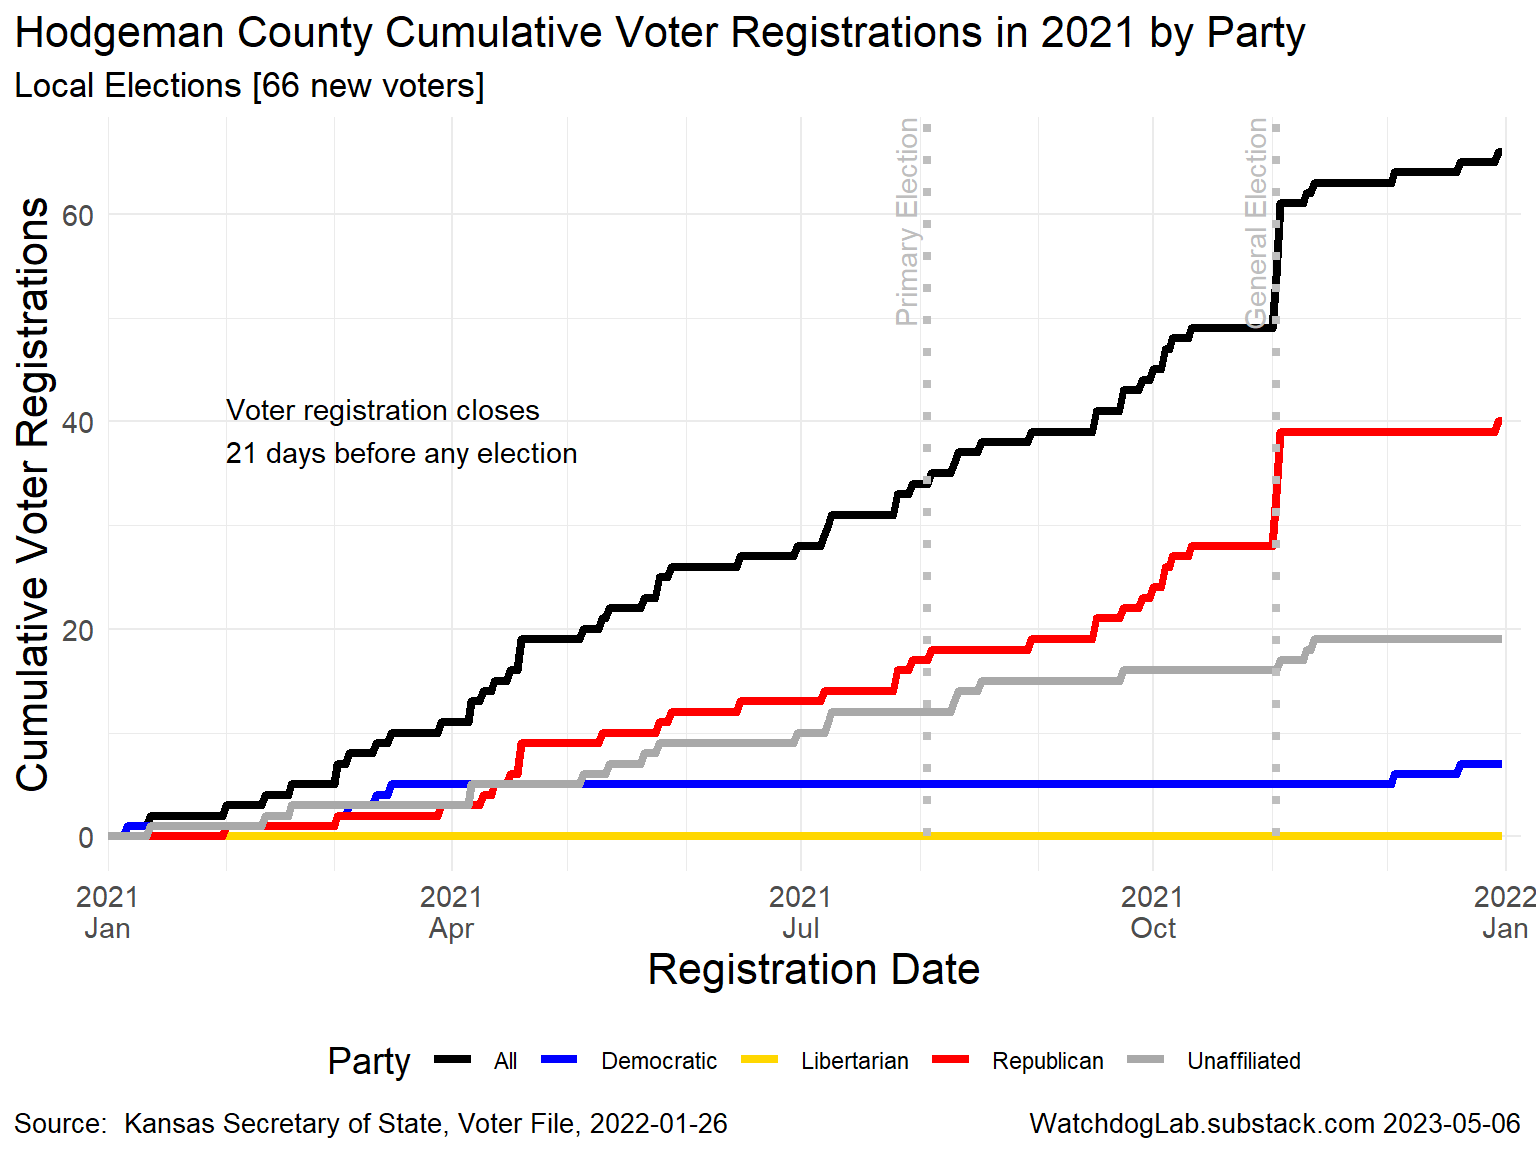 Hodgeman County Cumulative Voter Registrations in 2021 by Party
Local Elections [66 new voters]
Cumulative Voter Registrations
60
40
20
0
Primary Election
General Election
Voter registration closes
21 days before any election
2021 2021 2021 2021 2022
Jan Apr Jul Oct Jan
Registration Date
Party All Democratic Libertarian Republican Unaffiliated
Source:  Kansas Secretary of State, Voter File, 2022-01-26
WatchdogLab.substack.com 2023-05-06